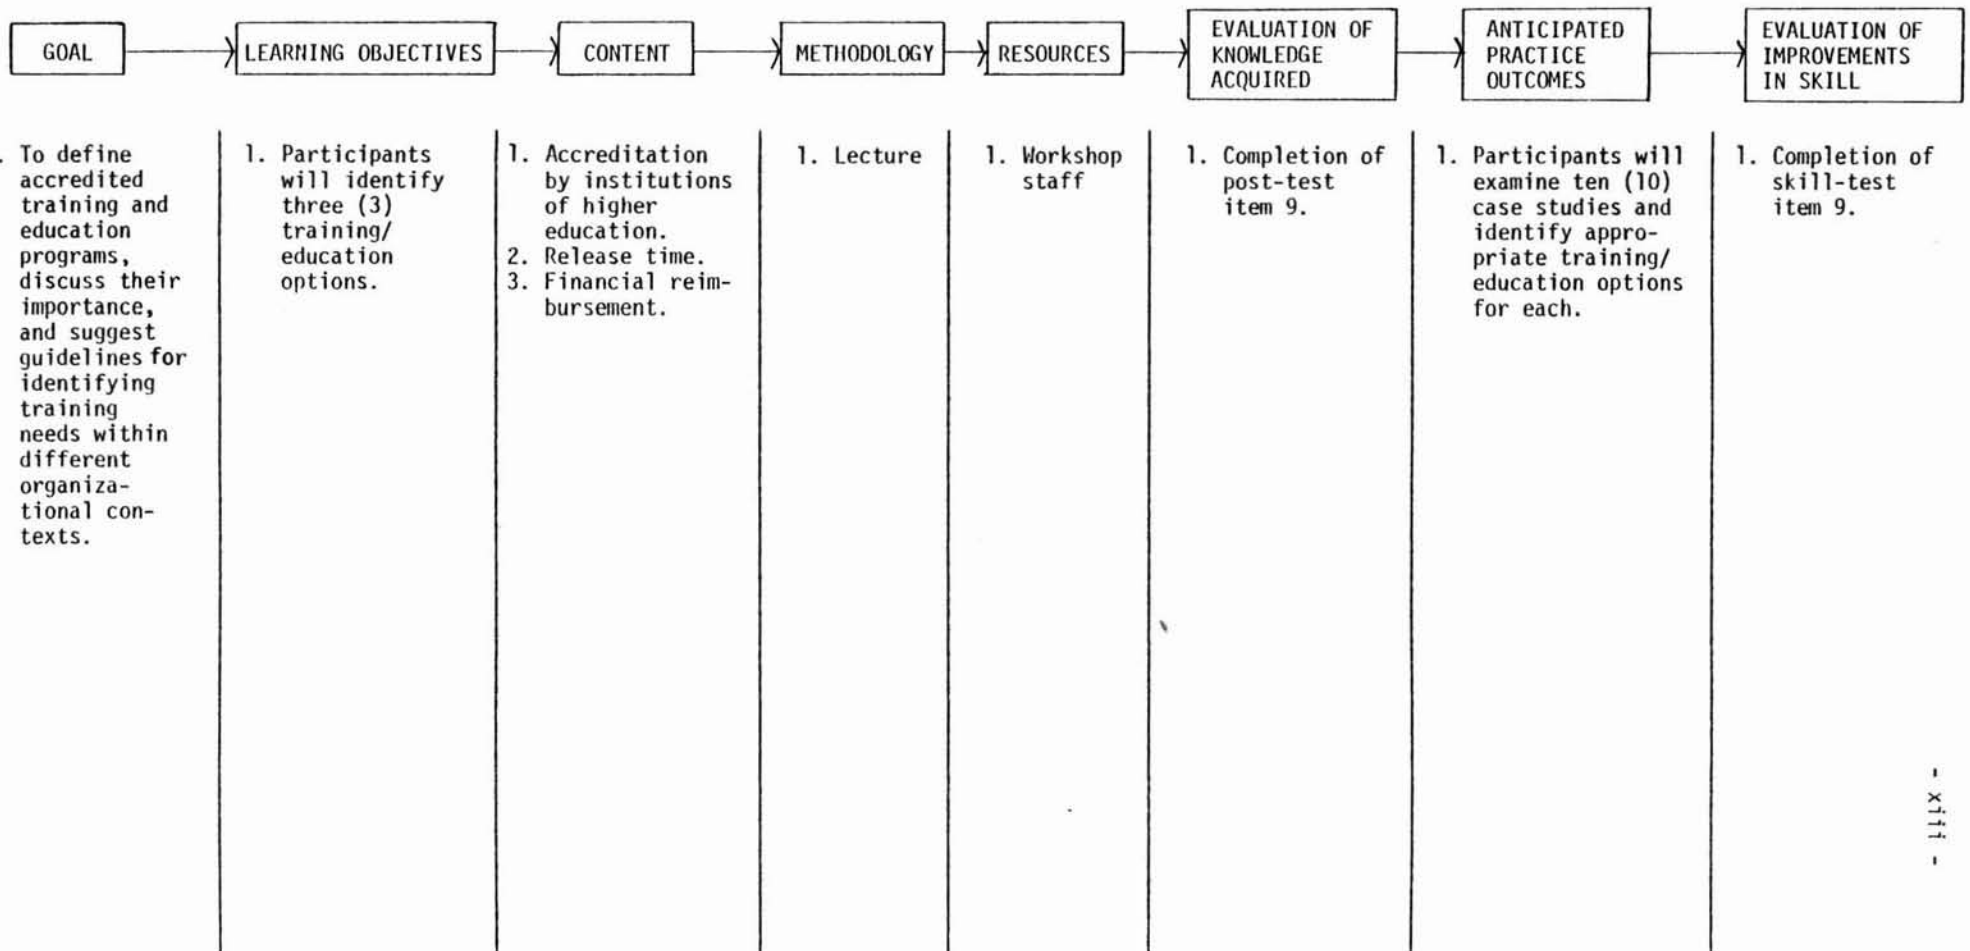 GOAL
LEARNING OBJECTIVES
CONTENT
METHODOLOGY
RESOURCES
EVALUATION OF
KNOWLEDGE
ACQUIRED
ANTICIPATED
PRACTICE
OUTCOMES
EVALUATION OF
IMPROVEMENTS
IN SKILL
. To define
accredited
training and
education
programs,
discuss their
importance,
and suggest
guidelines for
identifying
training
needs within
different
organiza-
tional con-
texts.
1. Participants
will identify
three (3)
training/
education
options.
1. Accreditation
by institutions
of higher
education.
2. Release time.
3. Financial reim-
bursement.
1. Lecture
1. Workshop
staff
1. Completion of
post-test
item 9.
1. Participants will
examine ten (10)
case studies and
identify appro-
priate training/
education options
for each.
1. Completion of
skill-test
item 9.
- xiii -